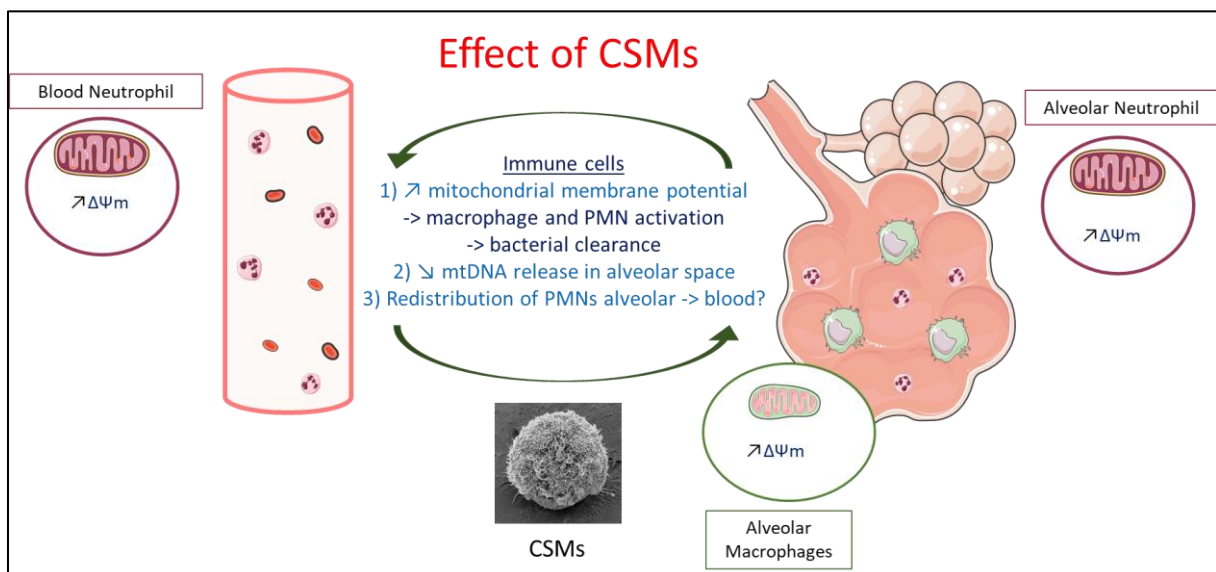 Effect of CSMs
Blood Neutrophil
↗ΔΨm
Immune cells
1) ↗ mitochondrial membrane potential
-> macrophage and PMN activation
-> bacterial clearance
2) ↘ mtDNA release in alveolar space
3) Redistribution of PMNs alveolar -> blood?
Alveolar Neutrophil
↗ΔΨm
↗ΔΨm
Alveolar
Macrophages
CSMs